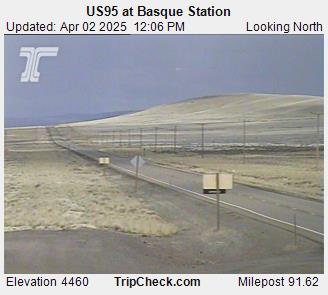 US95 at Basque Station
Updated: Apr 02 2025 12:06 PM Looking North
Elevation 4460 TripCheck.com Milepost 91.62